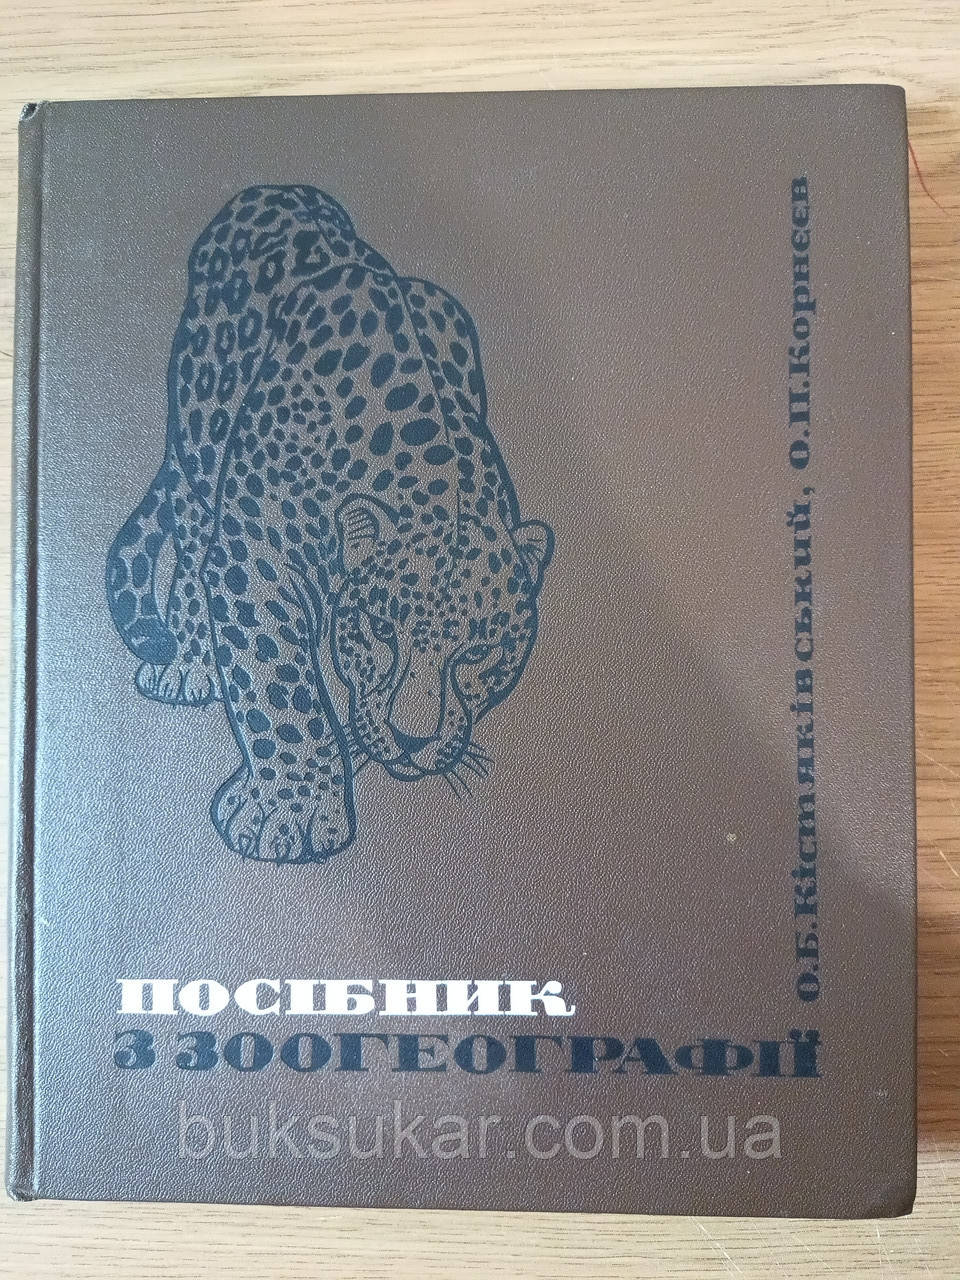 О.Б.Кістяківський, О.П.Корнєєв
ПОСІБНИК
З ЗООГЕОГРАФІЇ
buksukar.com.ua